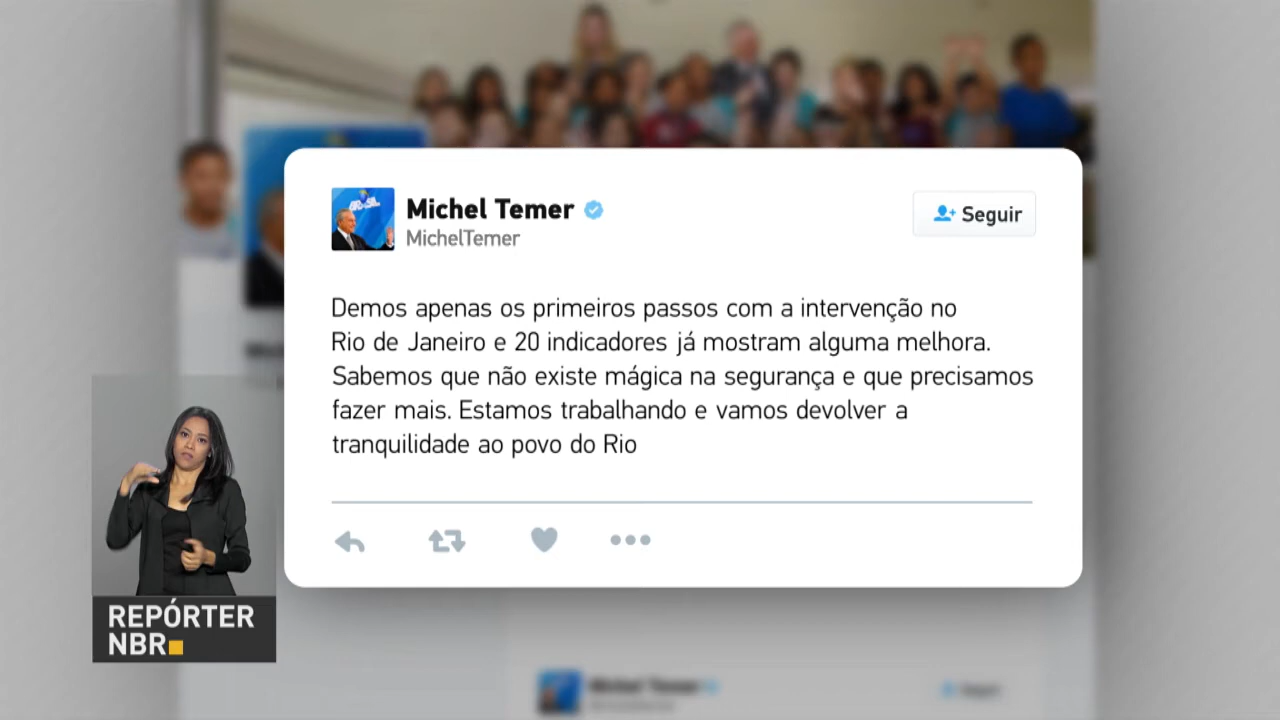 Michel Temer
MichelTemer
Seguir
Demos apenas os primeiros passos com a intervenção no
Rio de Janeiro e 20 indicadores já mostram alguma melhora.
Sabemos que não existe mágica na segurança e que precisamos
fazer mais. Estamos trabalhando e vamos devolver a
tranquilidade ao povo do Rio
REPÓRTER
NBR
Michel Temer